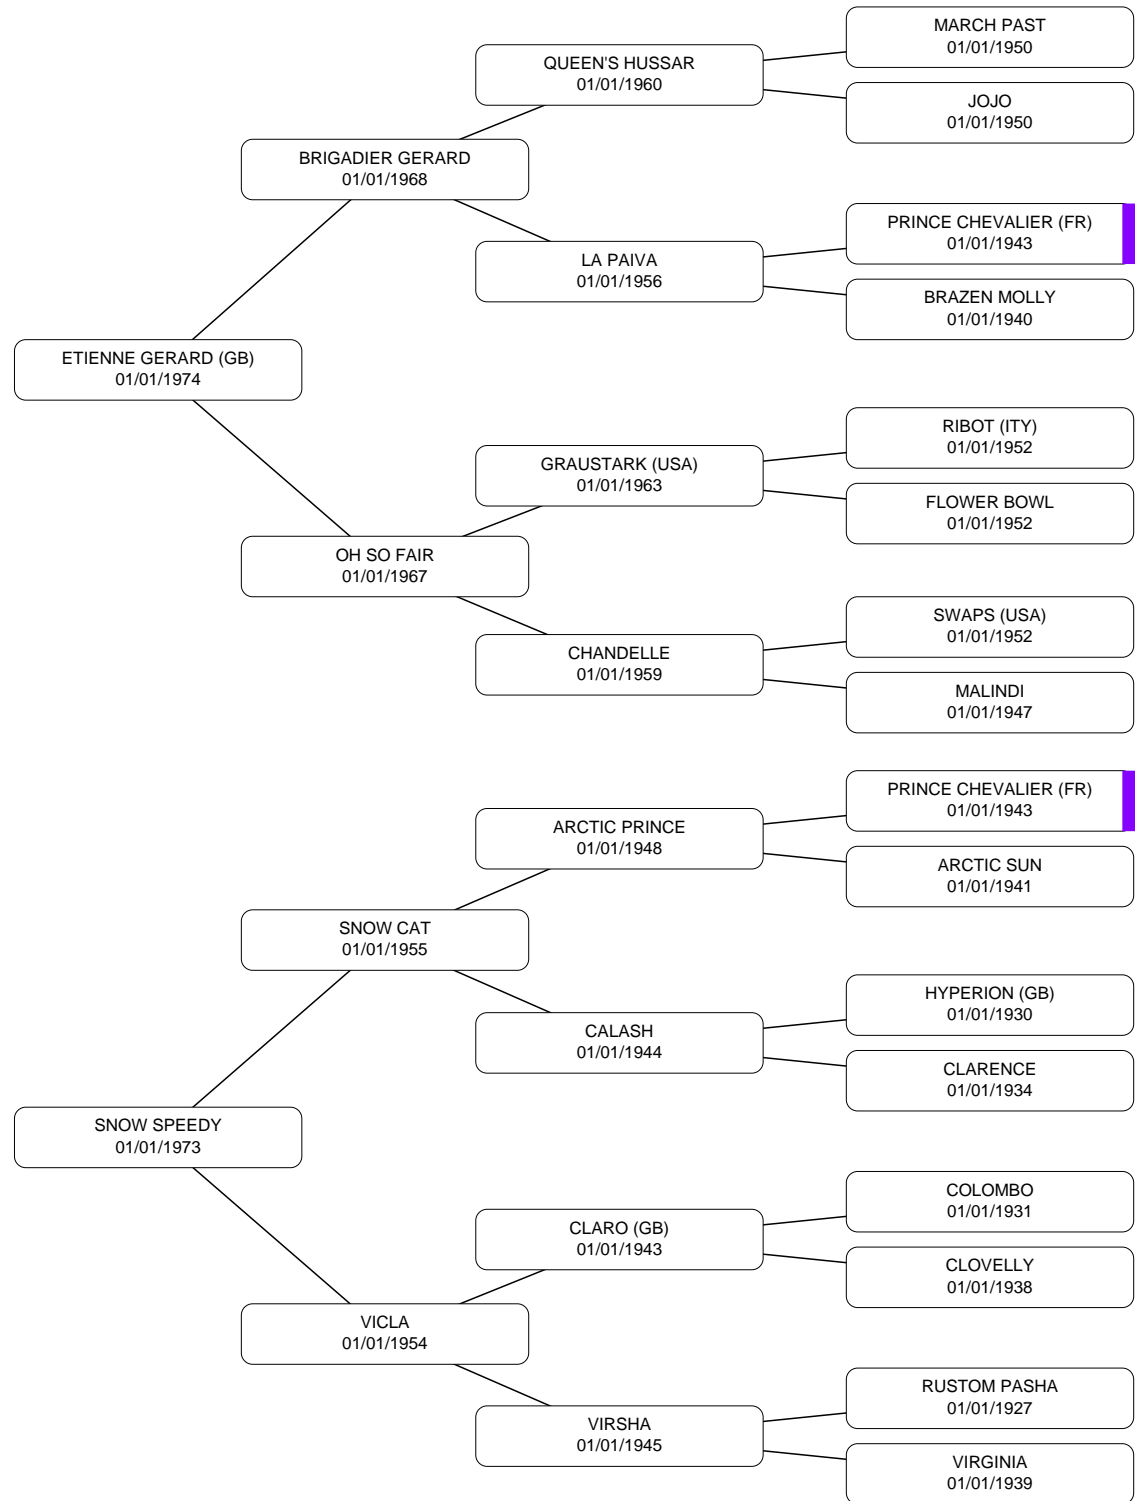 MARCH PAST
01/01/1950
QUEEN'S HUSSAR
01/01/1960
JOJO
01/01/1950
BRIGADIER GERARD
01/01/1968
PRINCE CHEVALIER (FR)
01/01/1943
LA PAIVA
01/01/1956
BRAZEN MOLLY
01/01/1940
ETIENNE GERARD (GB)
01/01/1974
RIBOT (ITY)
01/01/1952
GRAUSTARK (USA)
01/01/1963
FLOWER BOWL
01/01/1952
OH SO FAIR
01/01/1967
SWAPS (USA)
01/01/1952
CHANDELLE
01/01/1959
MALINDI
01/01/1947
PRINCE CHEVALIER (FR)
01/01/1943
ARCTIC PRINCE
01/01/1948
ARCTIC SUN
01/01/1941
SNOW CAT
01/01/1955
HYPERION (GB)
01/01/1930
CALASH
01/01/1944
CLARENCE
01/01/1934
SNOW SPEEDY
01/01/1973
COLOMBO
01/01/1931
CLARO (GB)
01/01/1943
CLOVELLY
01/01/1938
VICLA
01/01/1954
RUSTOM PASHA
01/01/1927
VIRSHA
01/01/1945
VIRGINIA
01/01/1939